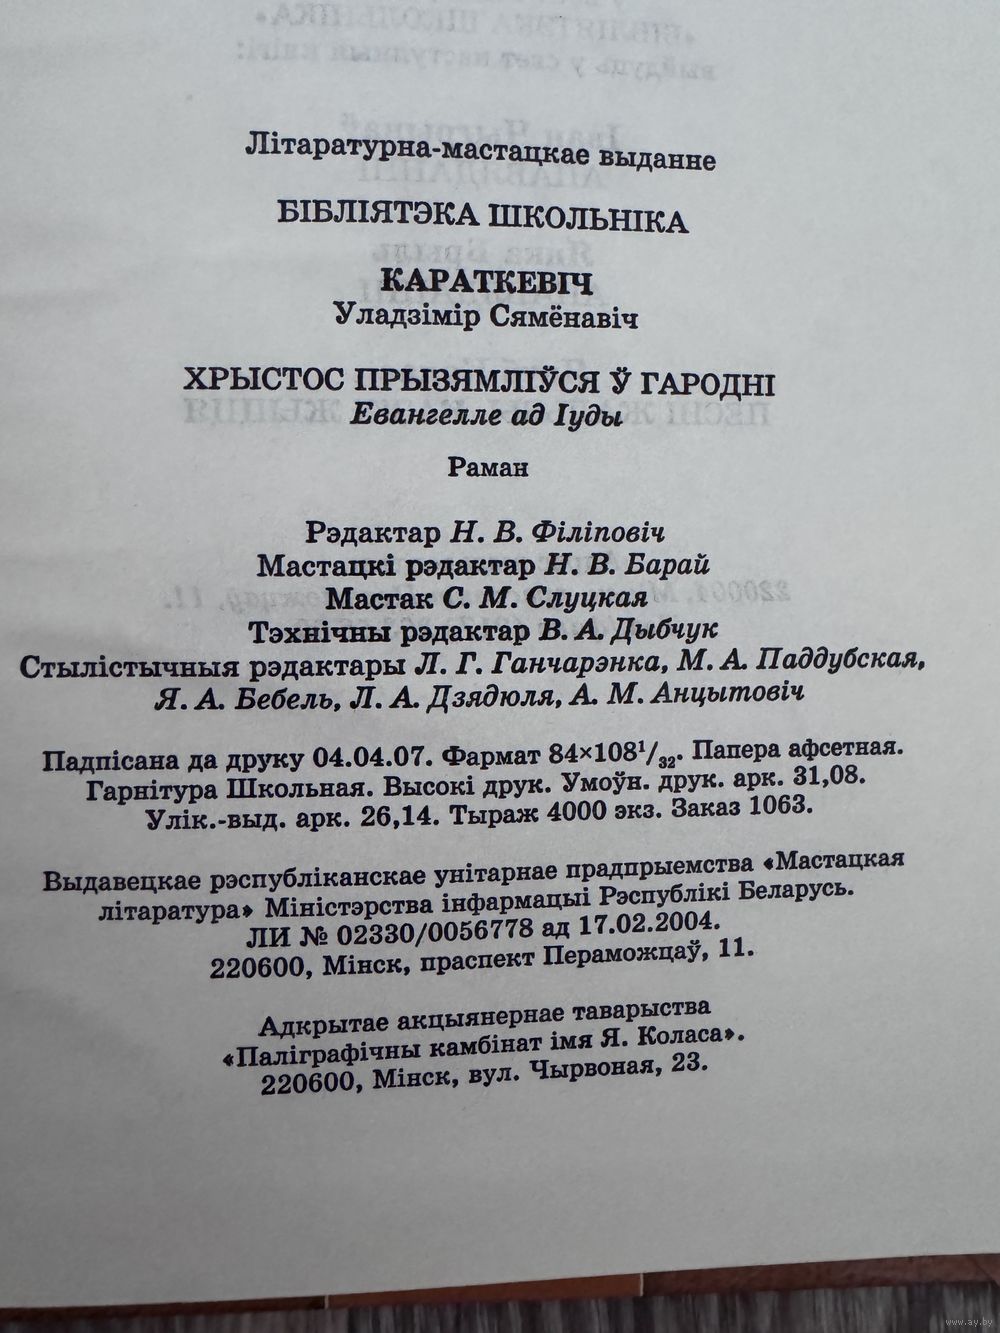 Літаратурна-мастацкае выданне
БІБЛІЯТЭКА ШКОЛЬНІКА
КАРАТКЕВІЧ
Уладзімір Сямёнавіч
ХРЫСТОС ПРЫЗЯМЛІЎСЯ Ў ГАРОДНІ
Евангелле ад Іуды
Раман
Рэдактар Н. В. Філіповіч
Мастацкі рэдактар Н. В. Барай
Мастак С. М. Слуцкая
Тэхнічны рэдактар В. А. Дыбчук
Стылістычныя рэдактары Л. Г. Ганчарэнка, М. А. Паддубская,
Я. А. Бебель, Л. А. Дзядюля, А. М. Анцытовіч
Падпісана да друку 04.04.07. Фармат 84×108¹/₃₂. Папера афсетная.
Гарнітура Школьная. Высокі друк. Умоўн. друк. арк. 31,08.
Улік.-выд. арк. 26,14. Тыраж 4000 экз. Заказ 1063.
Выдавецкае рэспубліканскае унітарнае прадпрыемства «Мастацкая
літаратура» Міністэрства інфармацыі Рэспублікі Беларусь.
ЛИ № 02330/0056778 ад 17.02.2004.
220600, Мінск, праспект Пераможцаў, 11.
Адкрытае акцыянернае таварыства
«Паліграфічны камбінат імя Я. Коласа».
220600, Мінск, вул. Чырвоная, 23.
www.ay.by